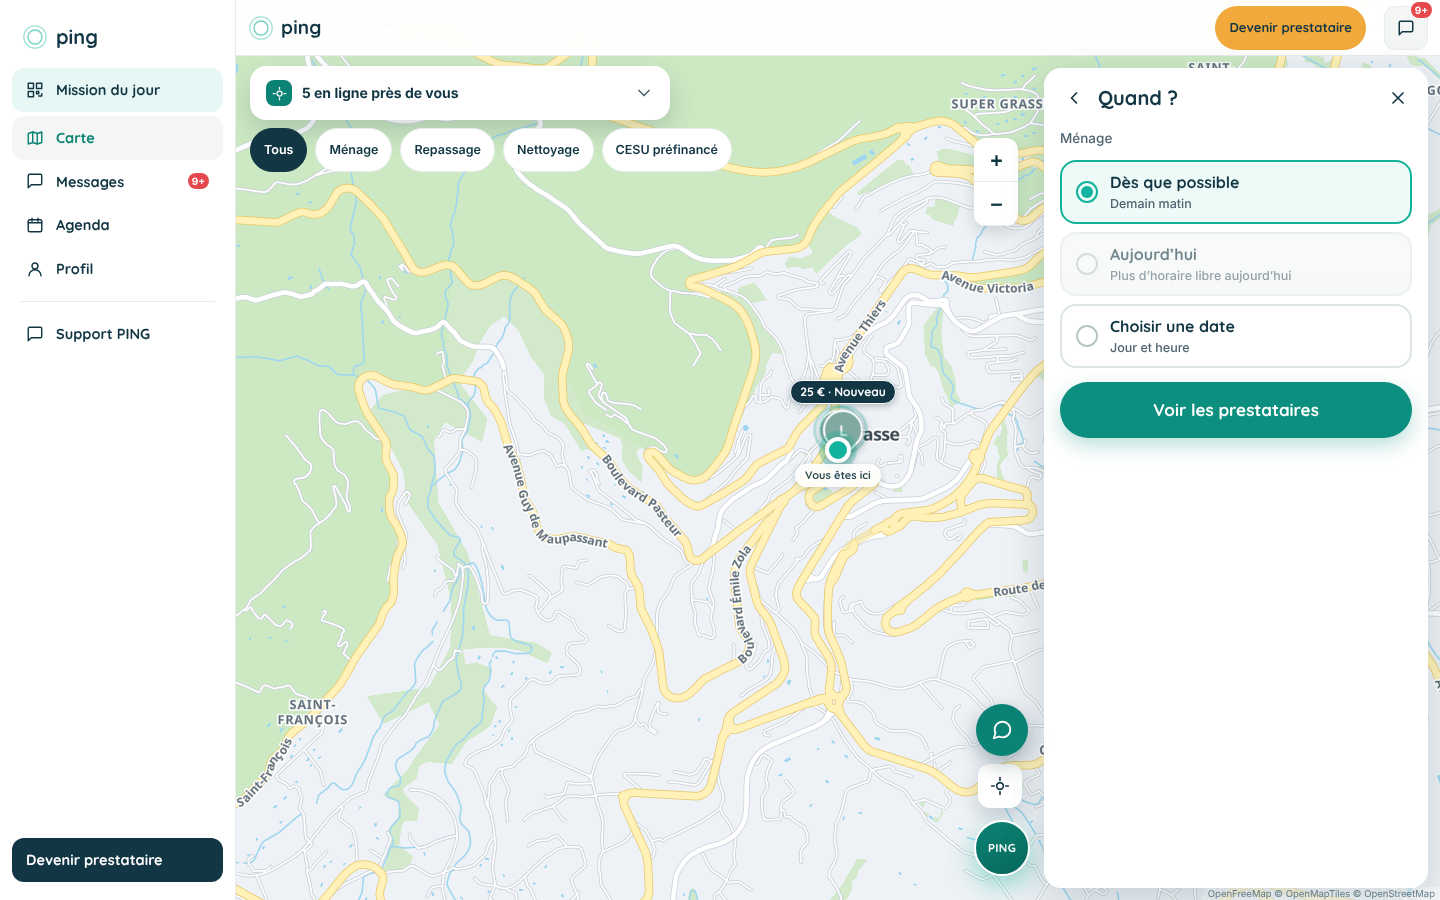 ping
Mission du jour
Carte
Messages
9+
Agenda
Profil
Support PING
Devenir prestataire
ping
Devenir prestataire
9+
5 en ligne près de vous
Tous
Ménage
Repassage
Nettoyage
CESU préfinancé
SUPER GRASS
+
−
Avenue Victoria
Avenue Thiers
25 € · Nouveau
L
asse
Vous êtes ici
Avenue Guy de Maupassant
Boulevard Pasteur
Boulevard Émile Zola
Route de
SAINT-
FRANÇOIS
Saint-François
PING
Quand ?
Ménage
Dès que possible
Demain matin
Aujourd’hui
Plus d’horaire libre aujourd’hui
Choisir une date
Jour et heure
Voir les prestataires
OpenFreeMap © OpenMapTiles © OpenStreetMap